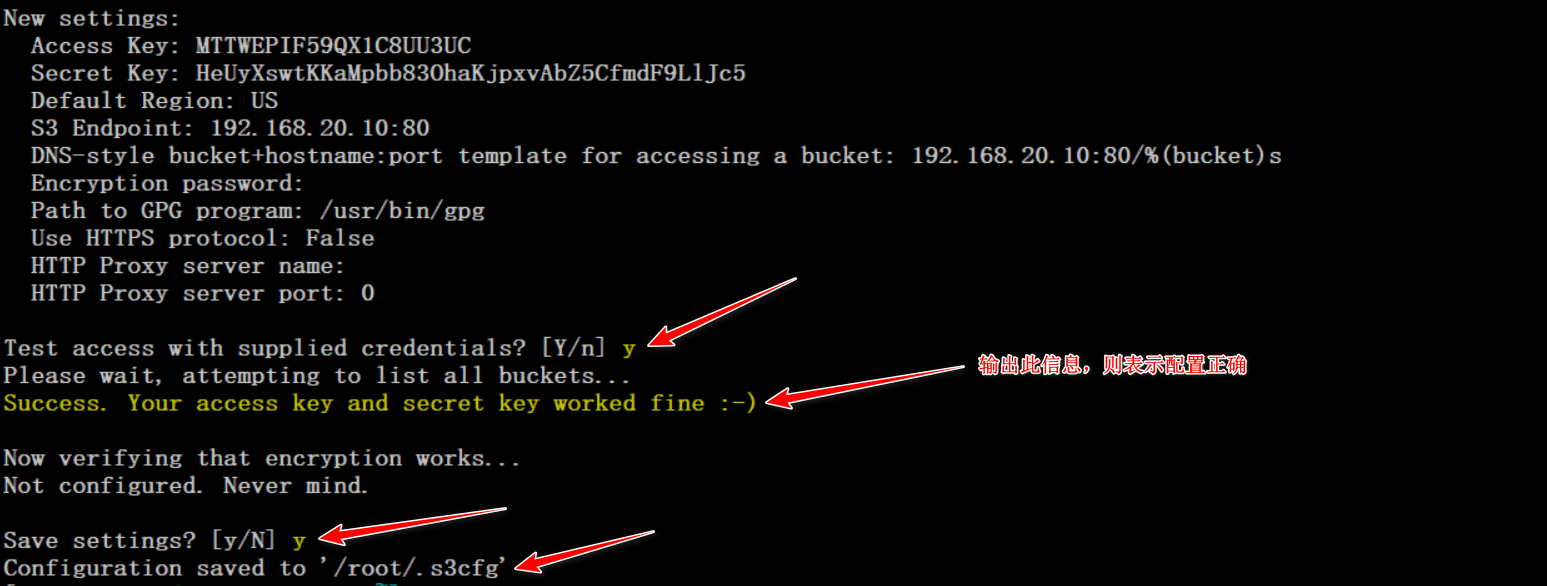 New settings:
  Access Key: MTTWEPIF59QX1C8UU3UC
  Secret Key: HeUyXswtKKaMpbb83OhaKjpxvAbZ5CfmdF9LlJc5
  Default Region: US
  S3 Endpoint: 192.168.20.10:80
  DNS-style bucket+hostname:port template for accessing a bucket: 192.168.20.10:80/%(bucket)s
  Encryption password:
  Path to GPG program: /usr/bin/gpg
  Use HTTPS protocol: False
  HTTP Proxy server name:
  HTTP Proxy server port: 0
Test access with supplied credentials? [Y/n] y
输出此信息，则表示配置正确
Please wait, attempting to list all buckets...
Success. Your access key and secret key worked fine :-)
Now verifying that encryption works...
Not configured. Never mind.
Save settings? [y/N] y
Configuration saved to '/root/.s3cfg'